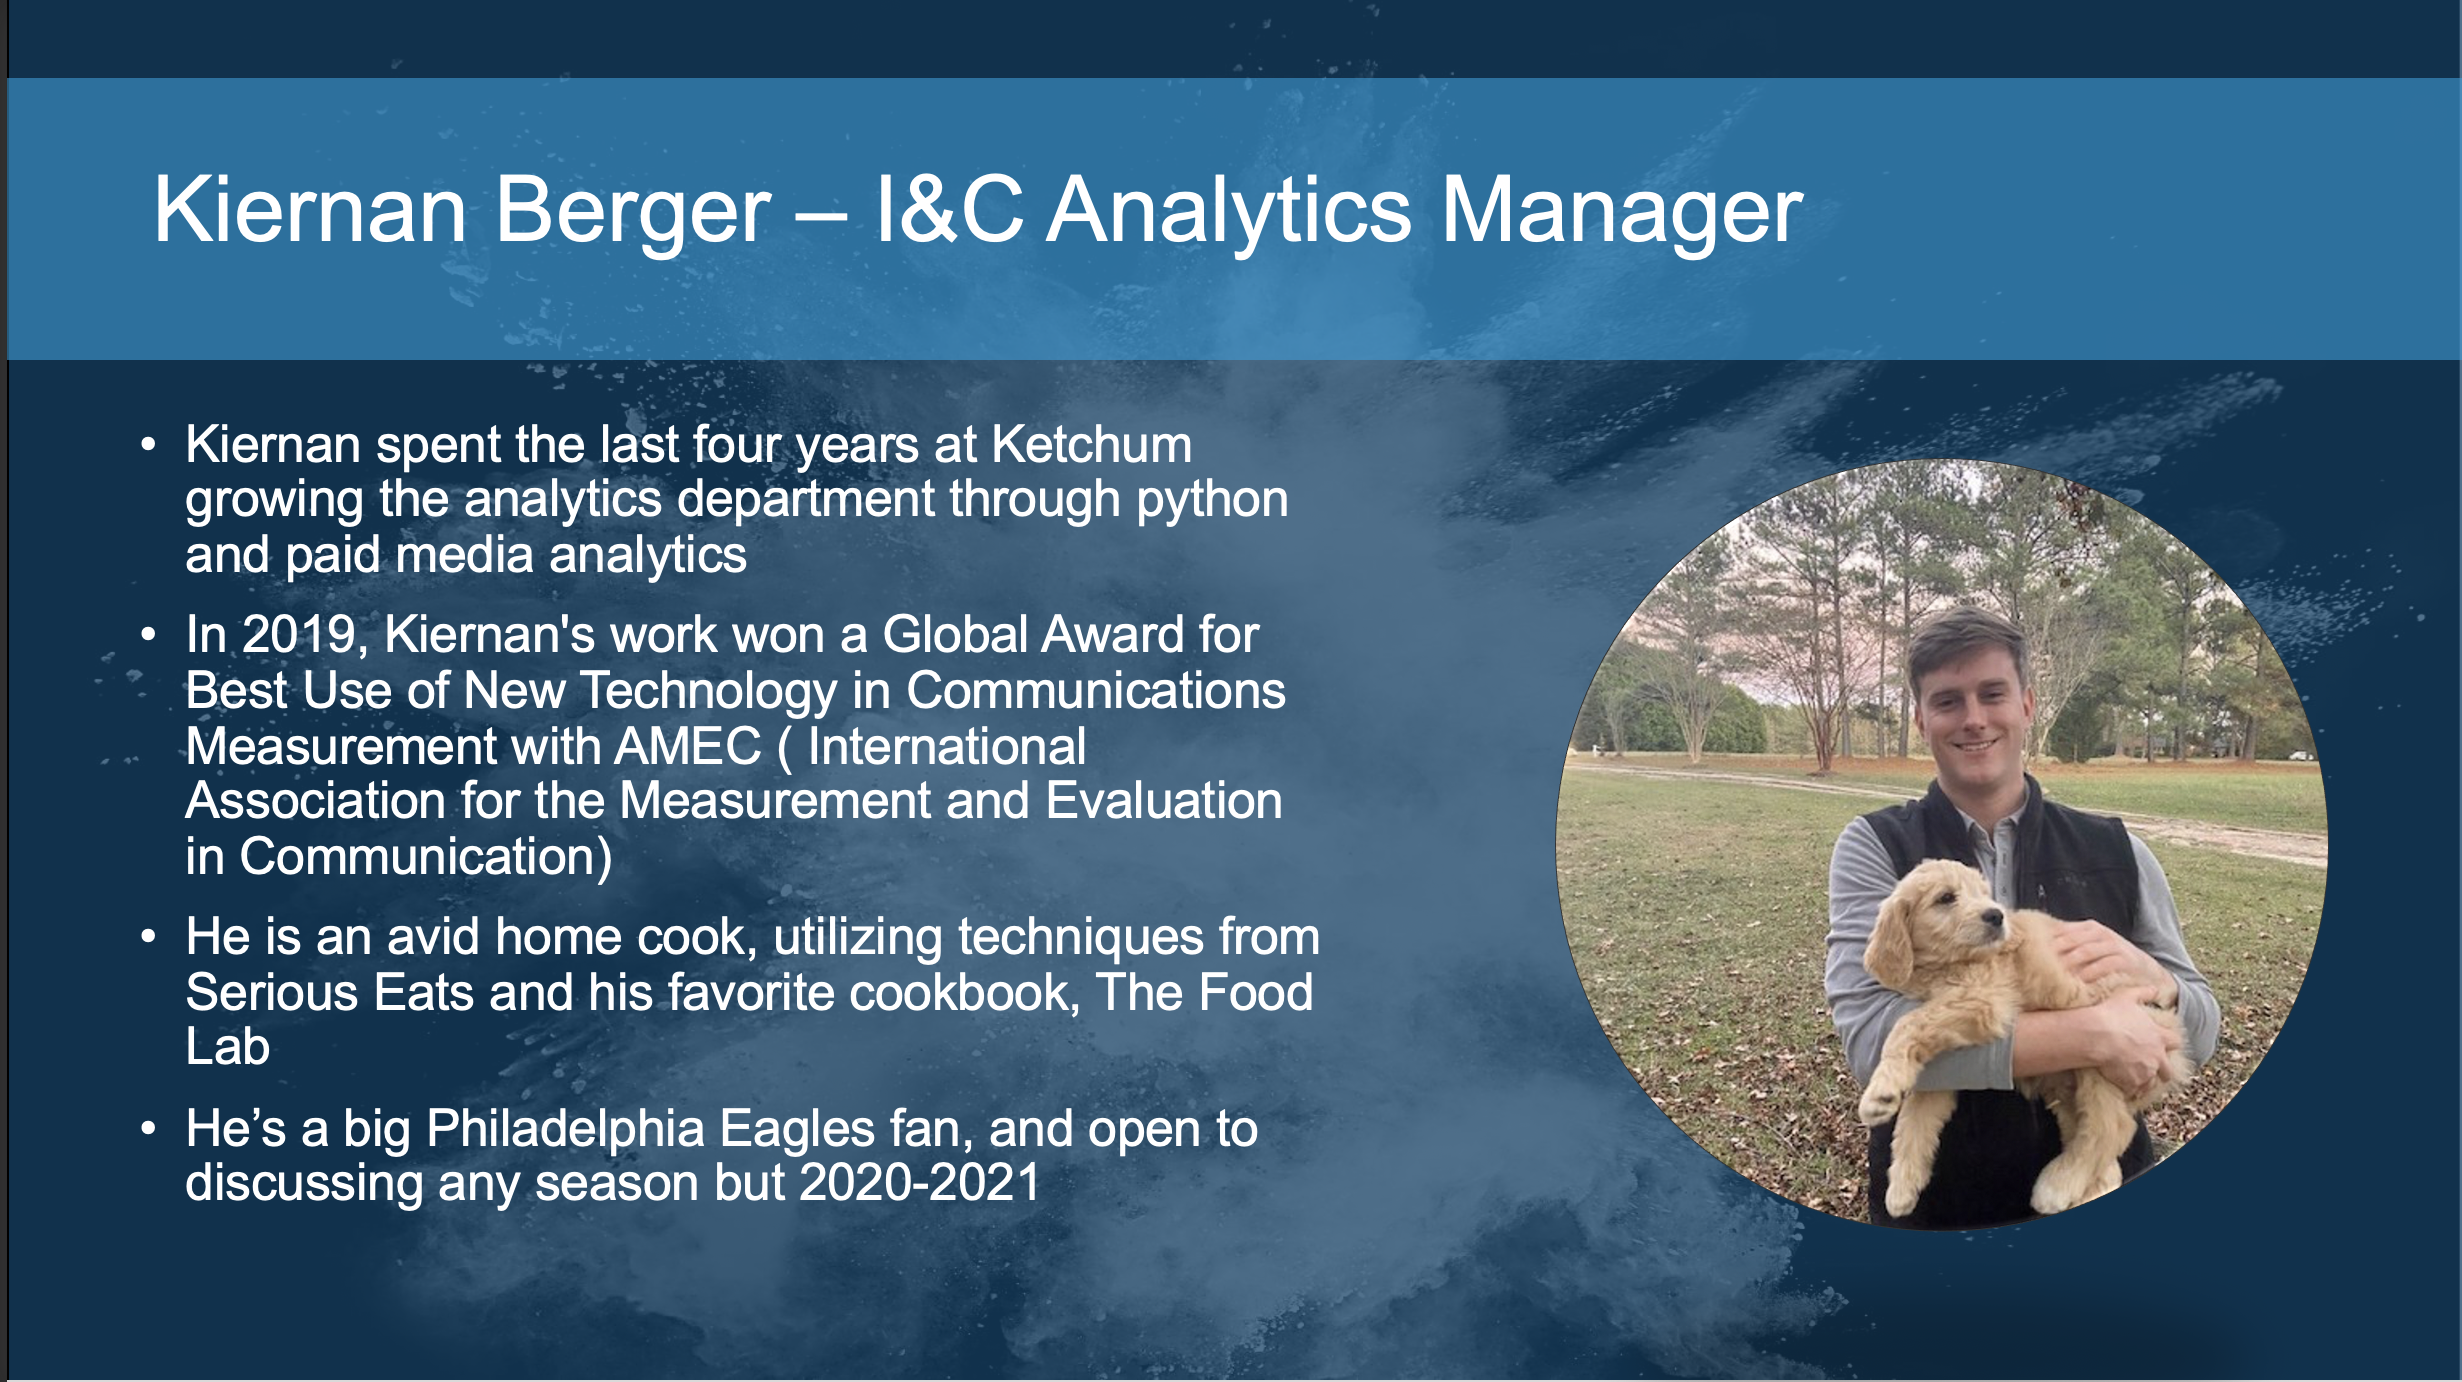 Kiernan Berger – I&C Analytics Manager
• Kiernan spent the last four years at Ketchum
growing the analytics department through python
and paid media analytics
• In 2019, Kiernan's work won a Global Award for
Best Use of New Technology in Communications
Measurement with AMEC ( International
Association for the Measurement and Evaluation
in Communication)
• He is an avid home cook, utilizing techniques from
Serious Eats and his favorite cookbook, The Food
Lab
• He’s a big Philadelphia Eagles fan, and open to
discussing any season but 2020-2021